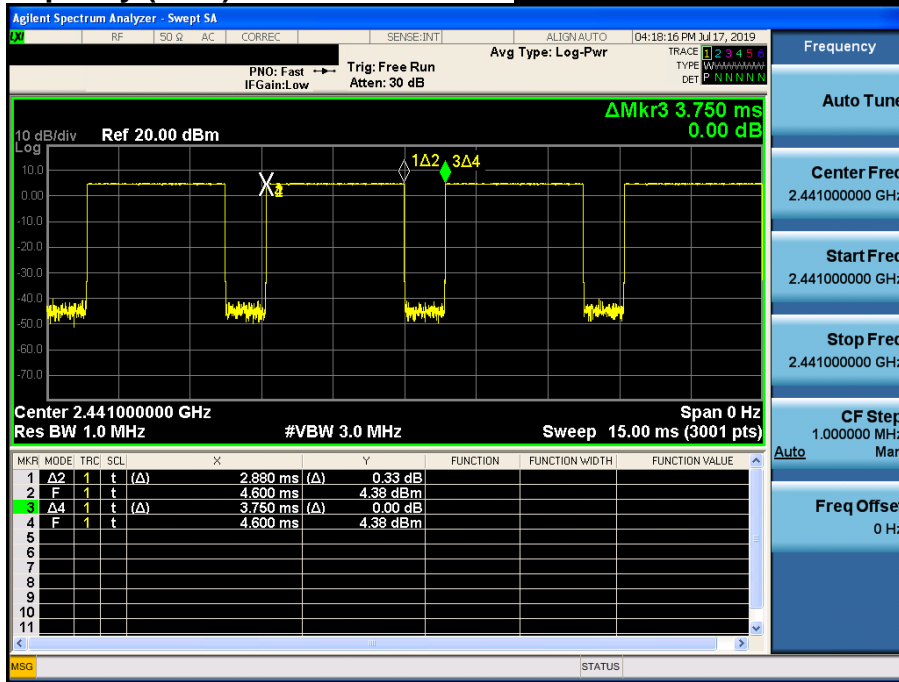 Agilent Spectrum Analyzer - Swept SA
LXI RF 50 Ω AC CORREC SENSE:INT ALIGN AUTO 04:18:16 PM Jul 17, 2019
Avg Type: Log-Pwr
TRACE 1 2 3 4 5 6
TYPE W
DET P N N N N N
PNO: Fast
IFGain:Low
Trig: Free Run
Atten: 30 dB
ΔMkr3 3.750 ms
0.00 dB
10 dB/div Ref 20.00 dBm
Log
1Δ2 3Δ4
10.0
0.00
-10.0
-20.0
-30.0
-40.0
-50.0
-60.0
-70.0
Center 2.441000000 GHz Span 0 Hz
Res BW 1.0 MHz #VBW 3.0 MHz Sweep 15.00 ms (3001 pts)
MKR MODE TRC SCL X Y FUNCTION FUNCTION WIDTH FUNCTION VALUE
1 Δ2 1 t (Δ) 2.880 ms (Δ) 0.33 dB
2 F 1 t 4.600 ms 4.38 dBm
3 Δ4 1 t (Δ) 3.750 ms (Δ) 0.00 dB
4 F 1 t 4.600 ms 4.38 dBm
5
6
7
8
9
10
11
MSG STATUS
Frequency
Auto Tune
Center Freq
2.441000000 GHz
Start Freq
2.441000000 GHz
Stop Freq
2.441000000 GHz
CF Step
1.000000 MHz
Auto Man
Freq Offset
0 Hz